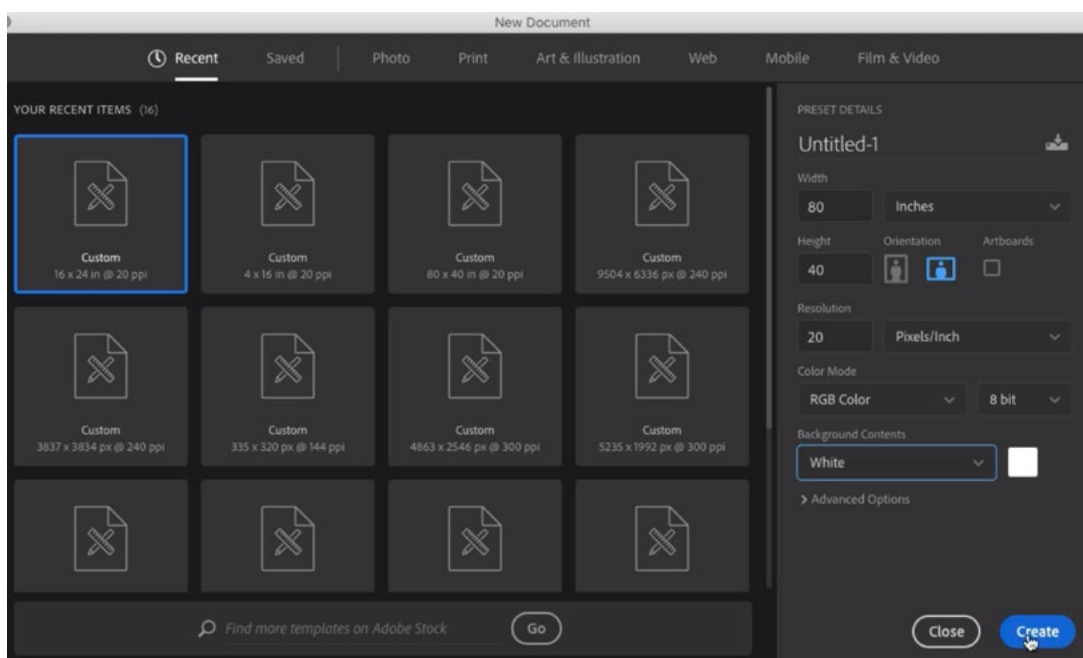 New Document
Recent Saved Photo Print Art & Illustration Web Mobile Film & Video
YOUR RECENT ITEMS (16)
Custom
16 x 24 in @ 20 ppi
Custom
4 x 16 in @ 20 ppi
Custom
80 x 40 in @ 20 ppi
Custom
9504 x 6336 px @ 240 ppi
Custom
3837 x 3834 px @ 240 ppi
Custom
335 x 320 px @ 144 ppi
Custom
4863 x 2546 px @ 300 ppi
Custom
5235 x 1992 px @ 300 ppi
Find more templates on Adobe Stock Go
PRESET DETAILS
Untitled-1
Width
80 Inches
Height Orientation Artboards
40
Resolution
20 Pixels/Inch
Color Mode
RGB Color 8 bit
Background Contents
White
Advanced Options
Close Create